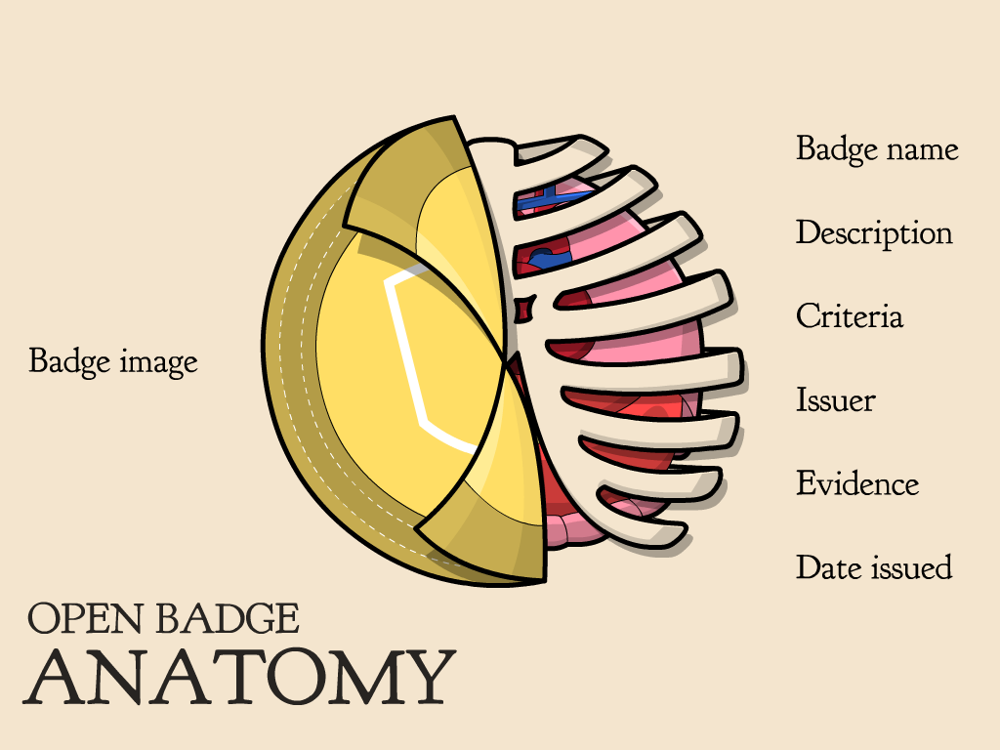 Badge name
Description
Criteria
Badge image
Issuer
Evidence
Date issued
OPEN BADGE
ANATOMY